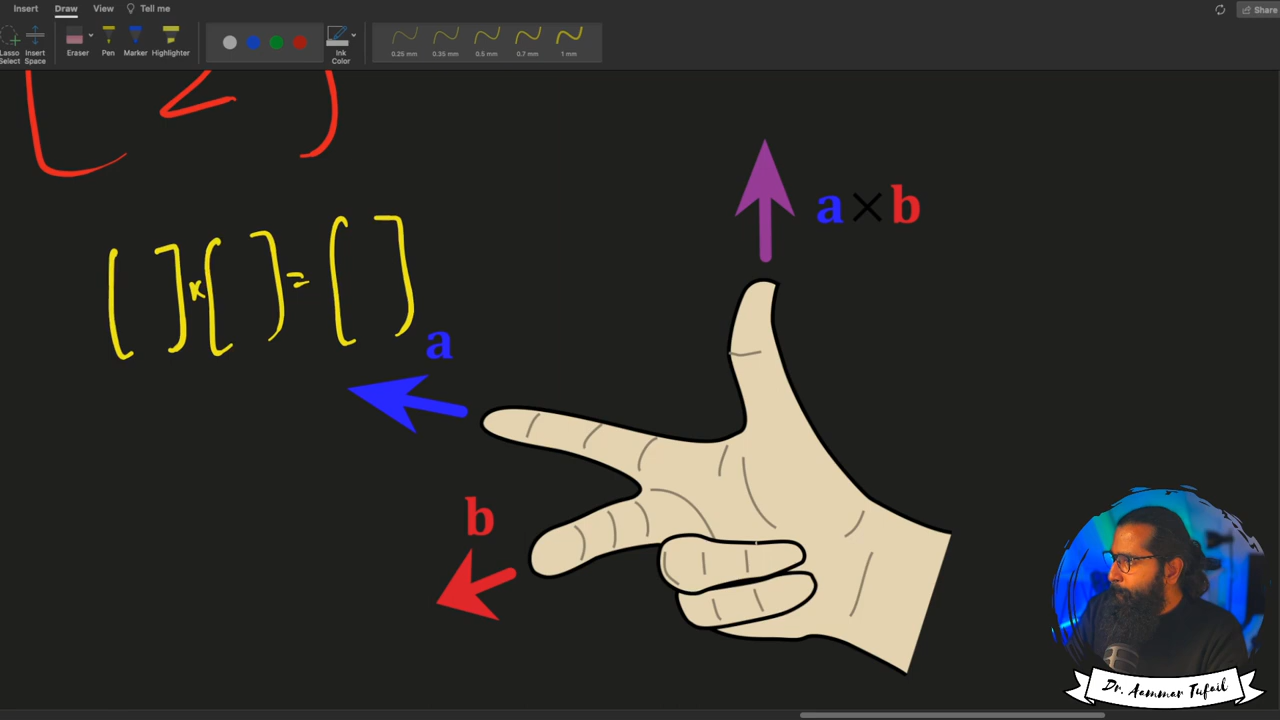 Insert Draw View Tell me Share
Lasso Select
Insert Space
Eraser
Pen
Marker
Highlighter
Ink Color
0.25 mm 0.35 mm 0.5 mm 0.7 mm 1 mm
2
a × b
[ ] × [ ] = [ ]
a
b
Dr. Aammar Tufail